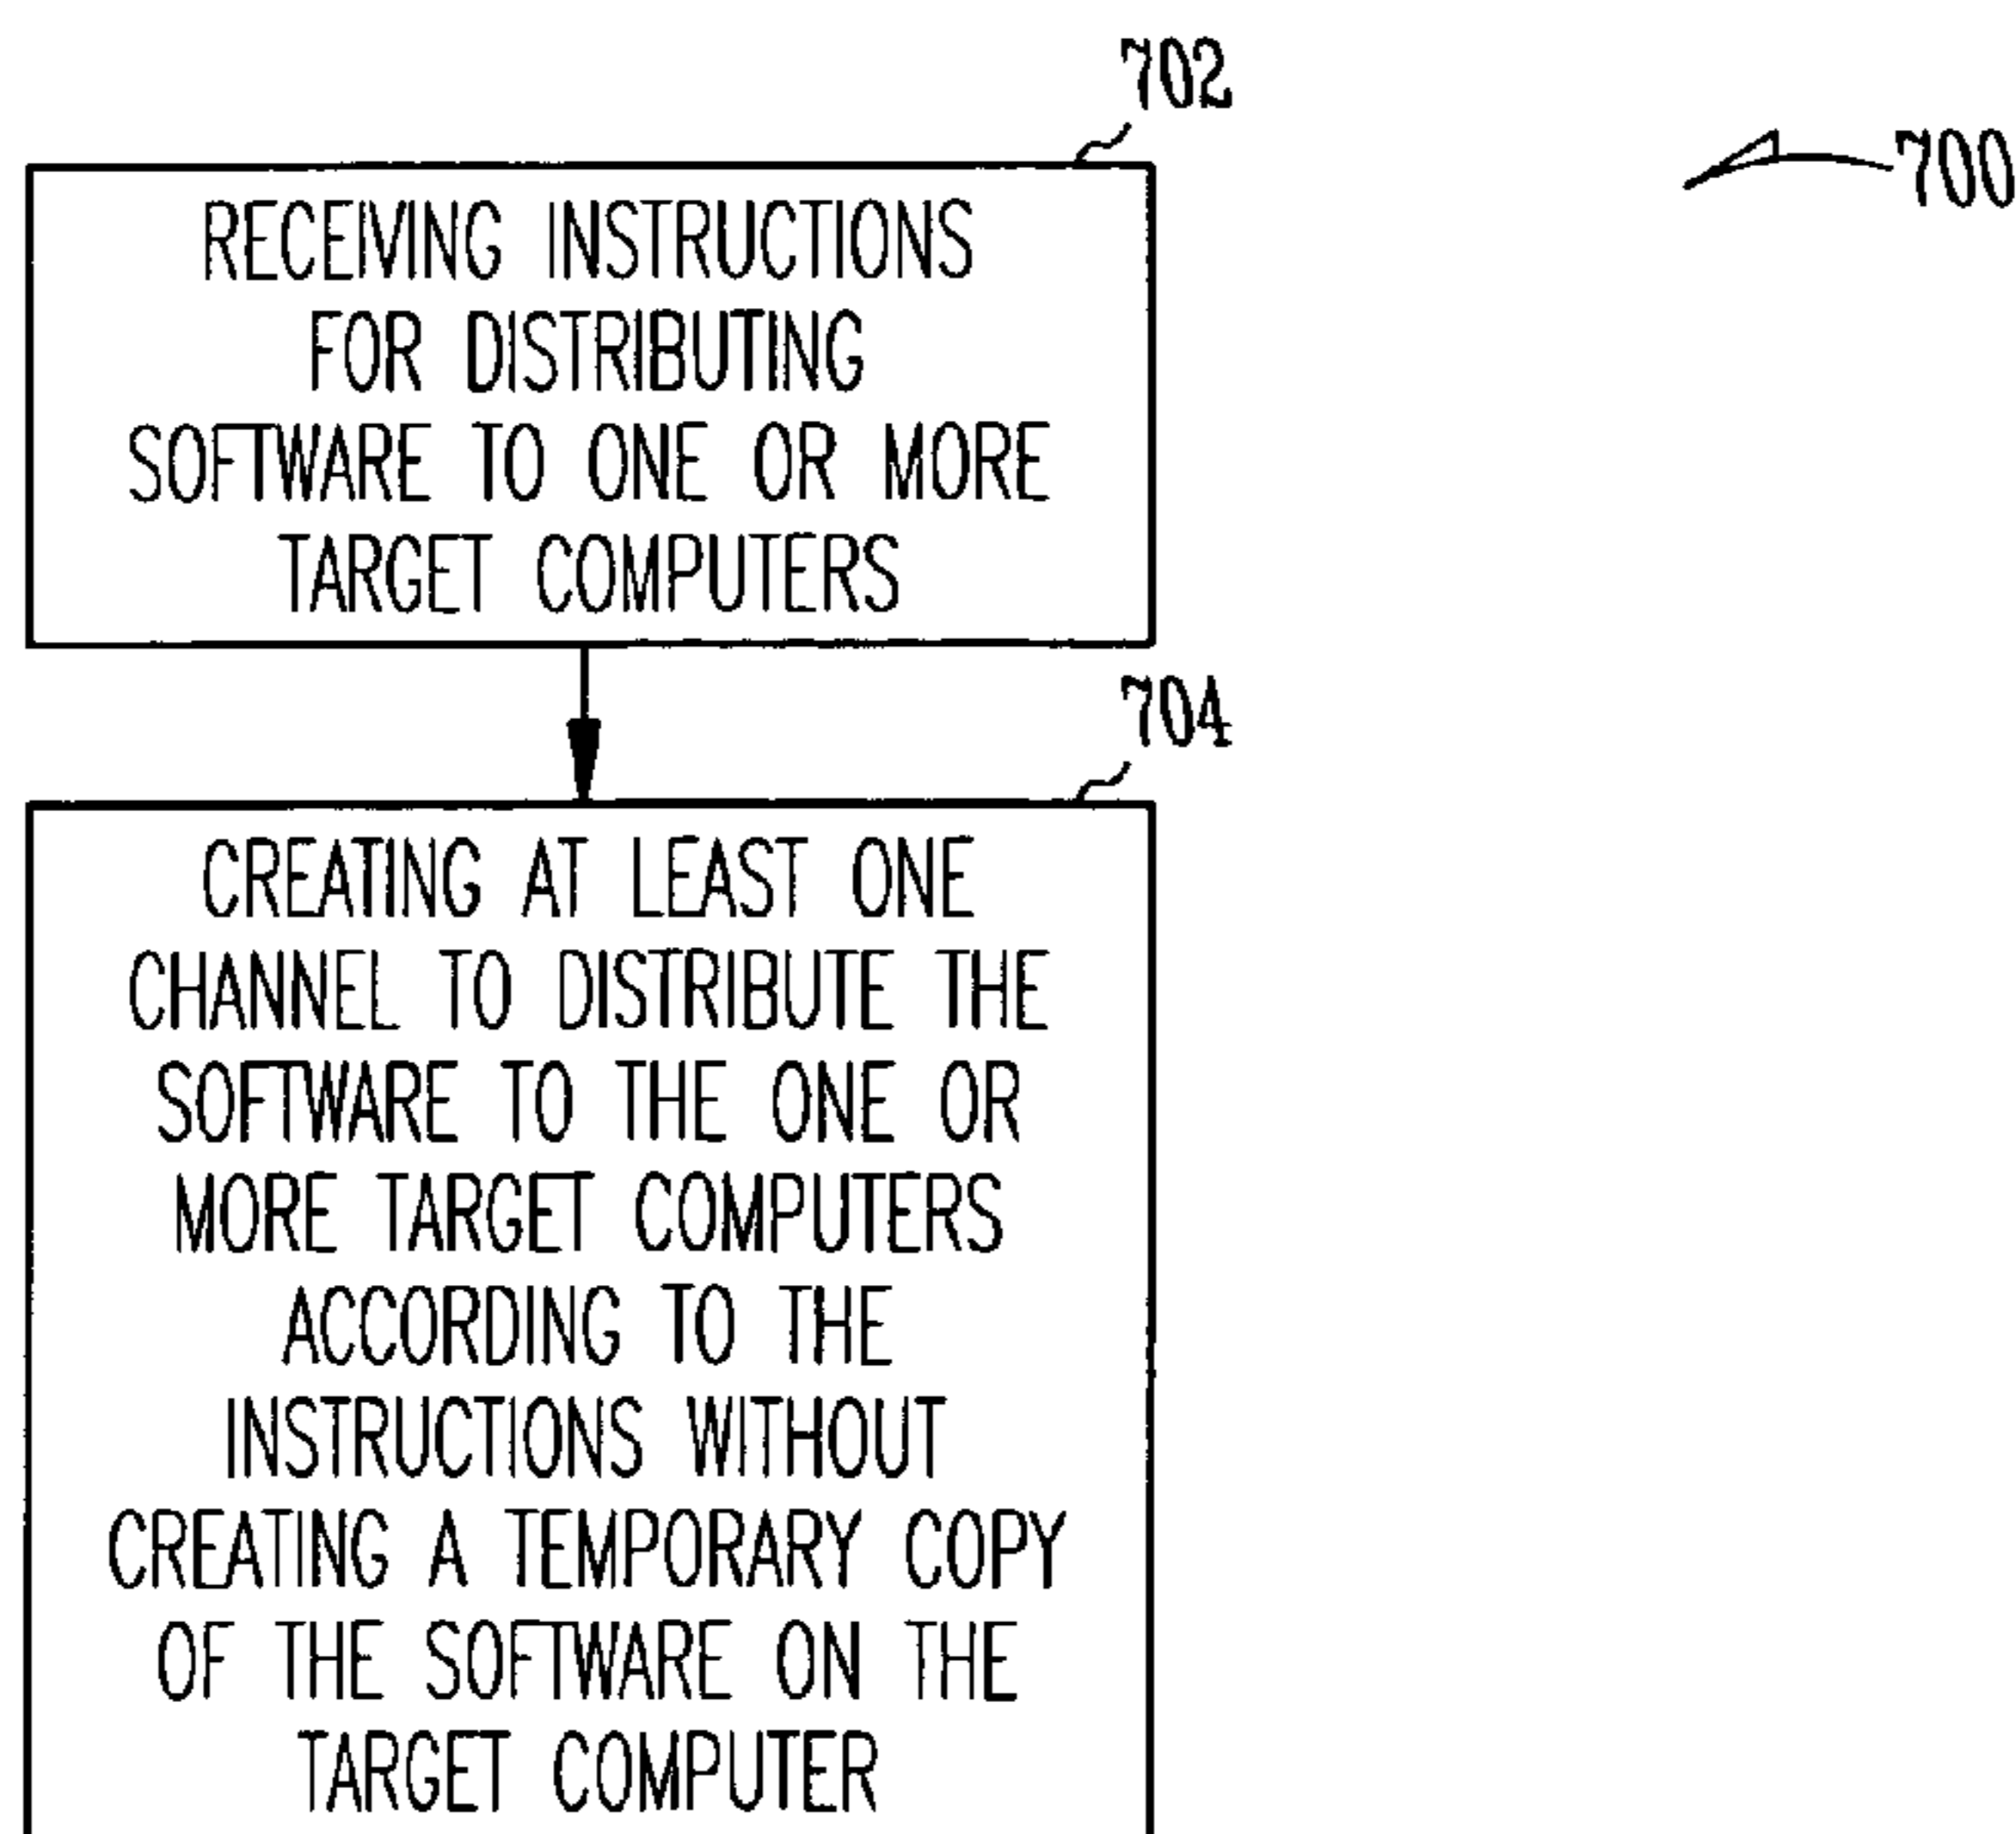 702
700
RECEIVING INSTRUCTIONS
FOR DISTRIBUTING
SOFTWARE TO ONE OR MORE
TARGET COMPUTERS
704
CREATING AT LEAST ONE
CHANNEL TO DISTRIBUTE THE
SOFTWARE TO THE ONE OR
MORE TARGET COMPUTERS
ACCORDING TO THE
INSTRUCTIONS WITHOUT
CREATING A TEMPORARY COPY
OF THE SOFTWARE ON THE
TARGET COMPUTER